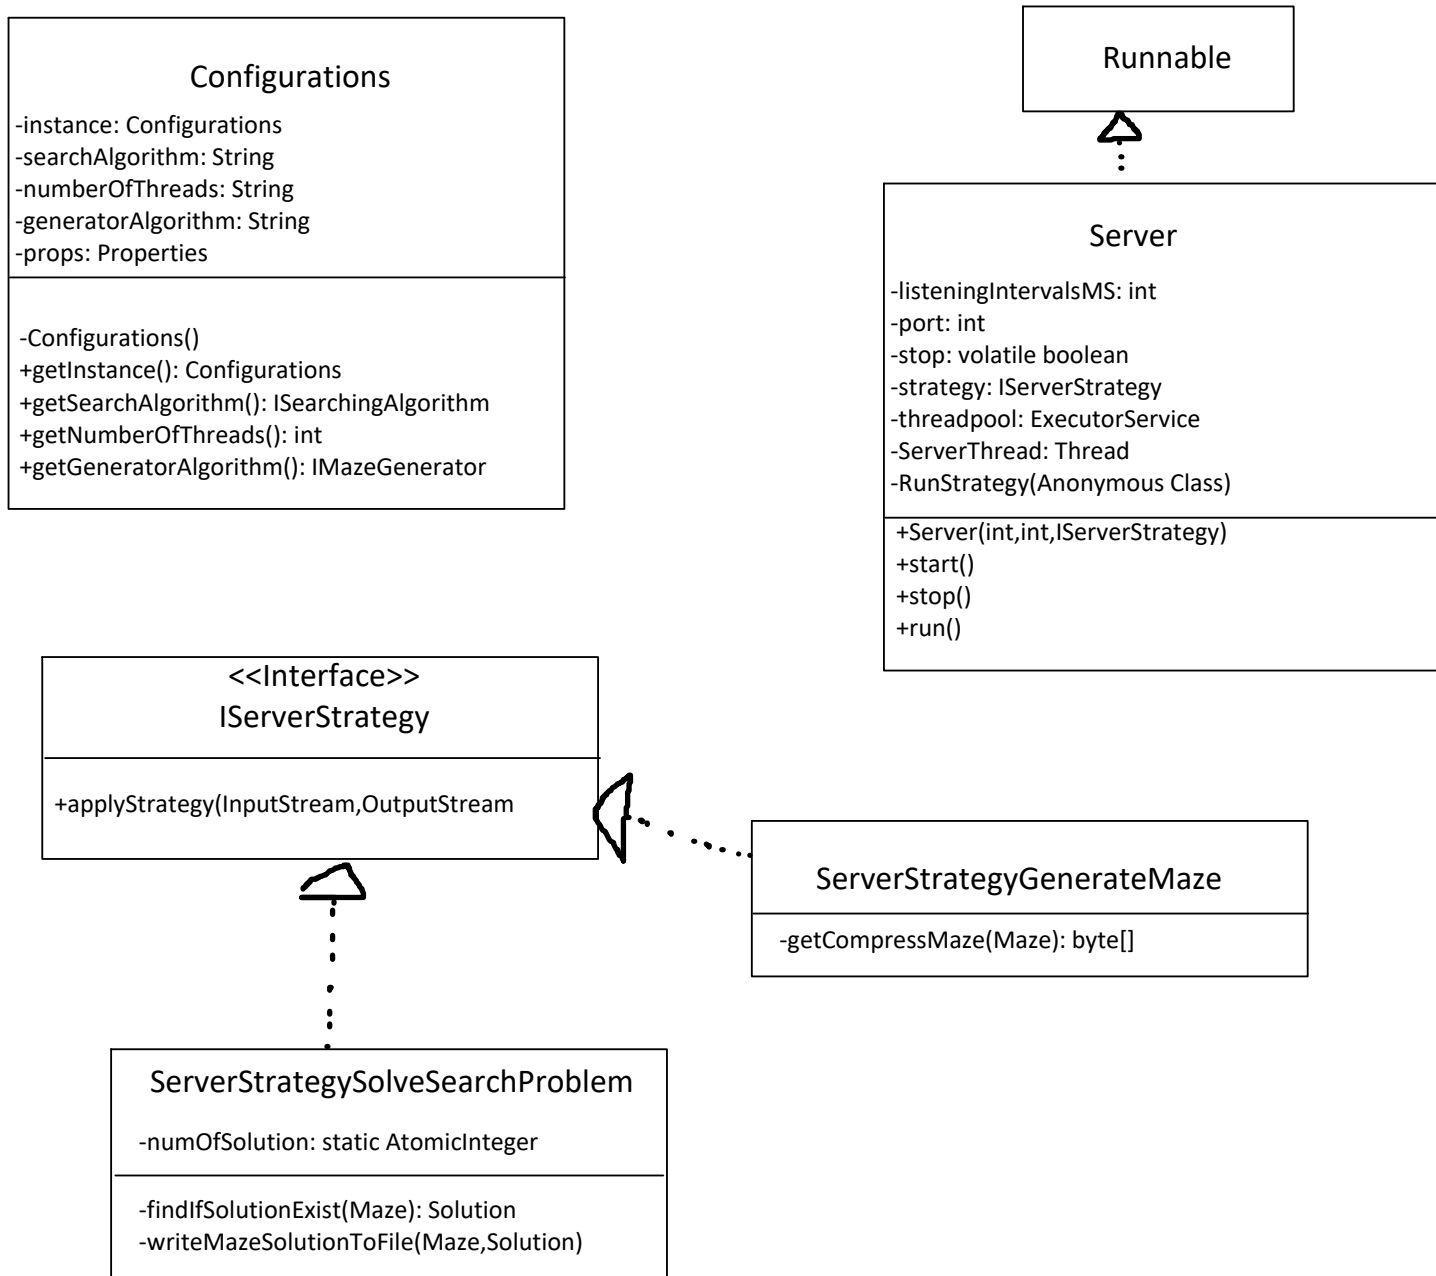 Configurations
-instance: Configurations
-searchAlgorithm: String
-numberOfThreads: String
-generatorAlgorithm: String
-props: Properties
-Configurations()
+getInstance(): Configurations
+getSearchAlgorithm(): ISearchingAlgorithm
+getNumberOfThreads(): int
+getGeneratorAlgorithm(): IMazeGenerator
Runnable
Server
-listeningIntervalsMS: int
-port: int
-stop: volatile boolean
-strategy: IServerStrategy
-threadpool: ExecutorService
-ServerThread: Thread
-RunStrategy(Anonymous Class)
+Server(int,int,IServerStrategy)
+start()
+stop()
+run()
<<Interface>>
IServerStrategy
+applyStrategy(InputStream,OutputStream
ServerStrategyGenerateMaze
-getCompressMaze(Maze): byte[]
ServerStrategySolveSearchProblem
-numOfSolution: static AtomicInteger
-findIfSolutionExist(Maze): Solution
-writeMazeSolutionToFile(Maze,Solution)